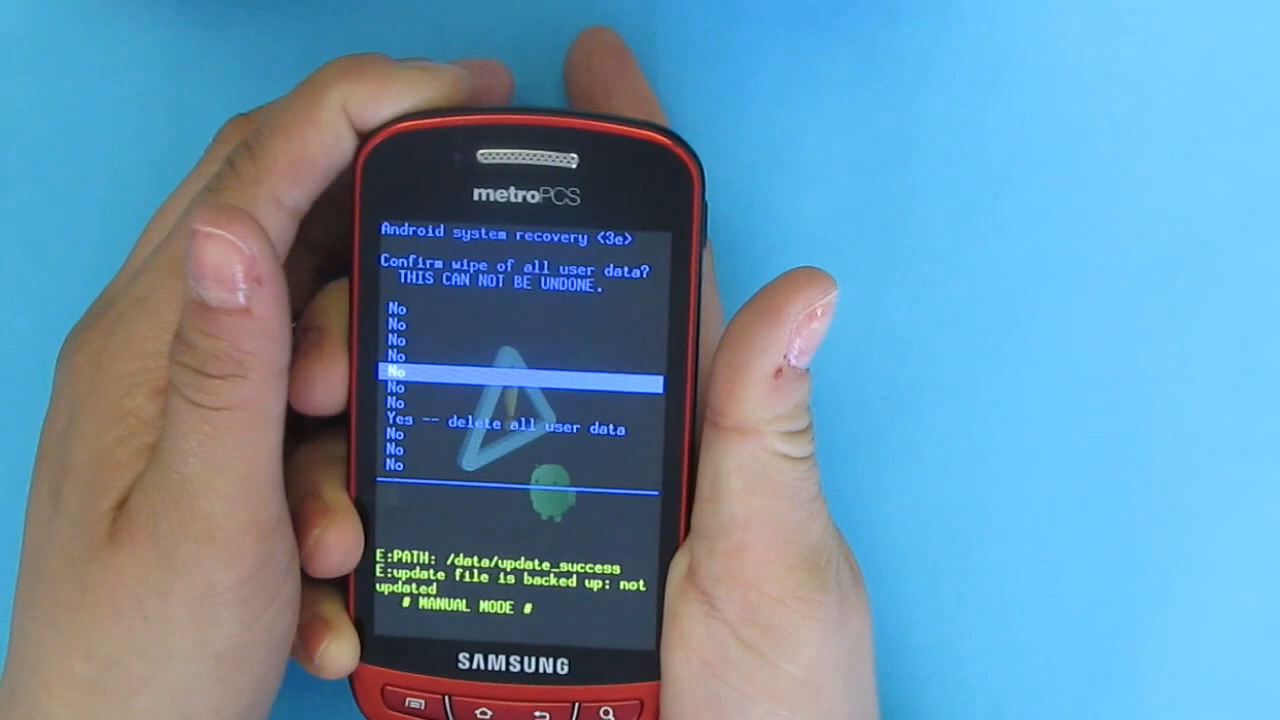 metroPCS
Android system recovery <3e>
Confirm wipe of all user data?
THIS CAN NOT BE UNDONE.
No
No
No
No
No
No
No
Yes -- delete all user data
No
No
No
E:PATH: /data/update_success
E:update file is backed up: not
updated
# MANUAL MODE #
SAMSUNG